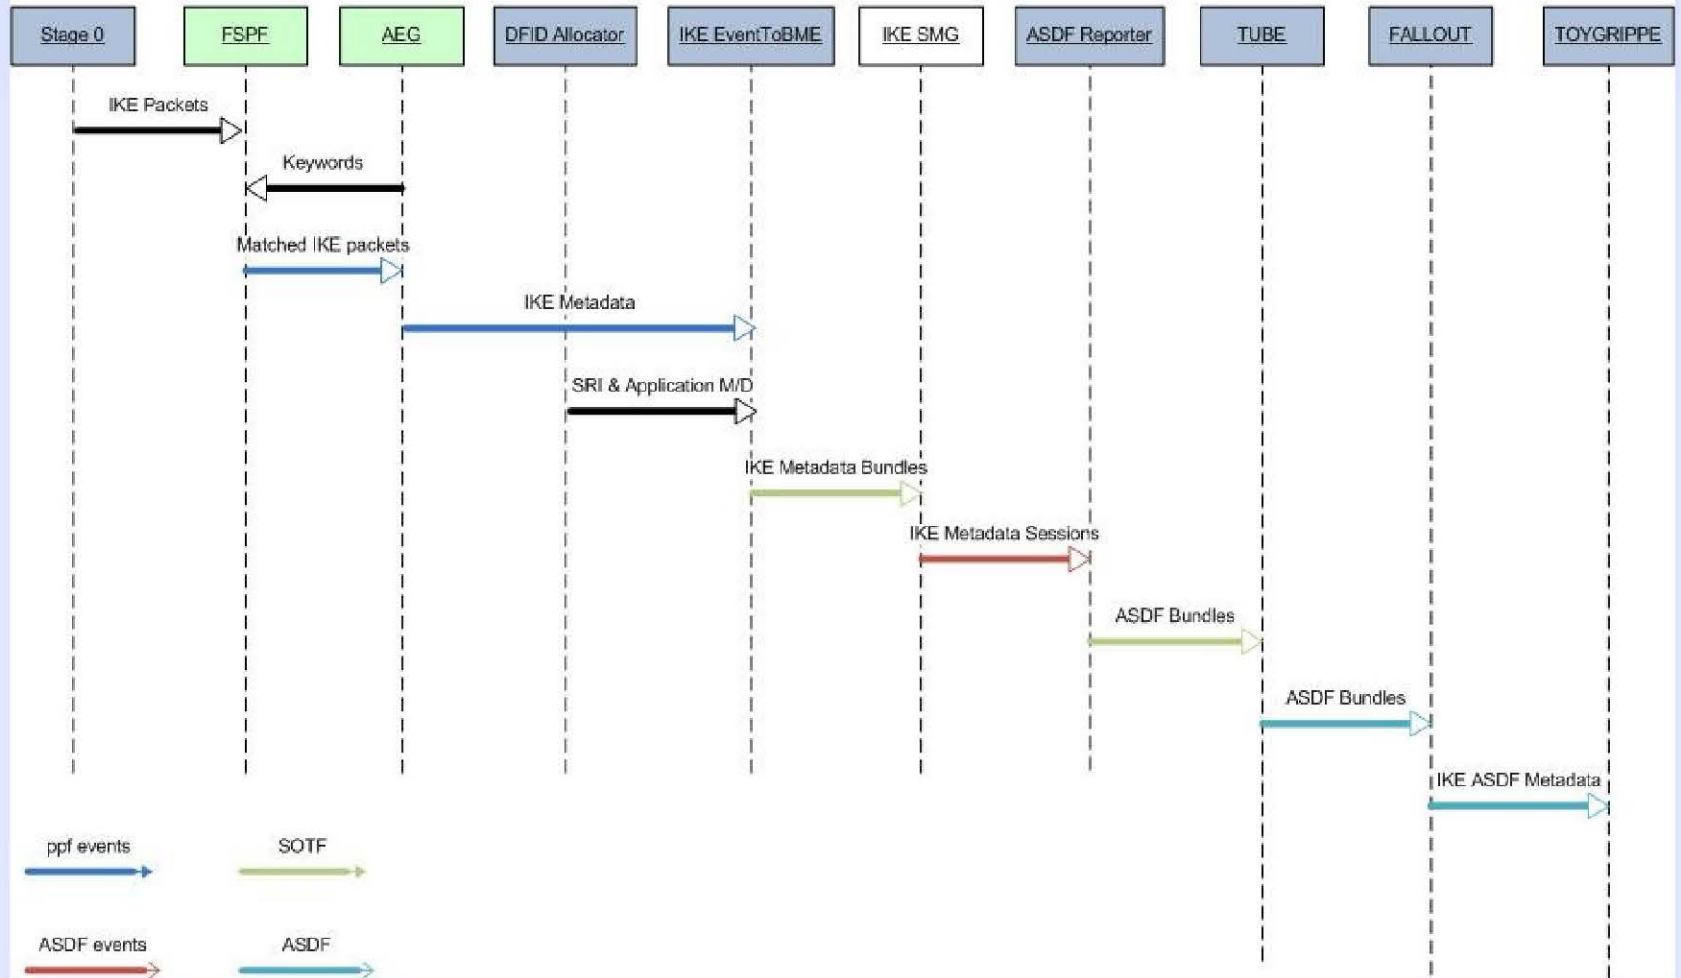 Stage 0
FSPF
AEG
DFID Allocator
IKE EventToBME
IKE SMG
ASDF Reporter
TUBE
FALLOUT
TOYGRIPPE
IKE Packets
Keywords
Matched IKE packets
IKE Metadata
SRI & Application M/D
IKE Metadata Bundles
IKE Metadata Sessions
ASDF Bundles
ASDF Bundles
IKE ASDF Metadata
ppf events
SOTF
ASDF events
ASDF